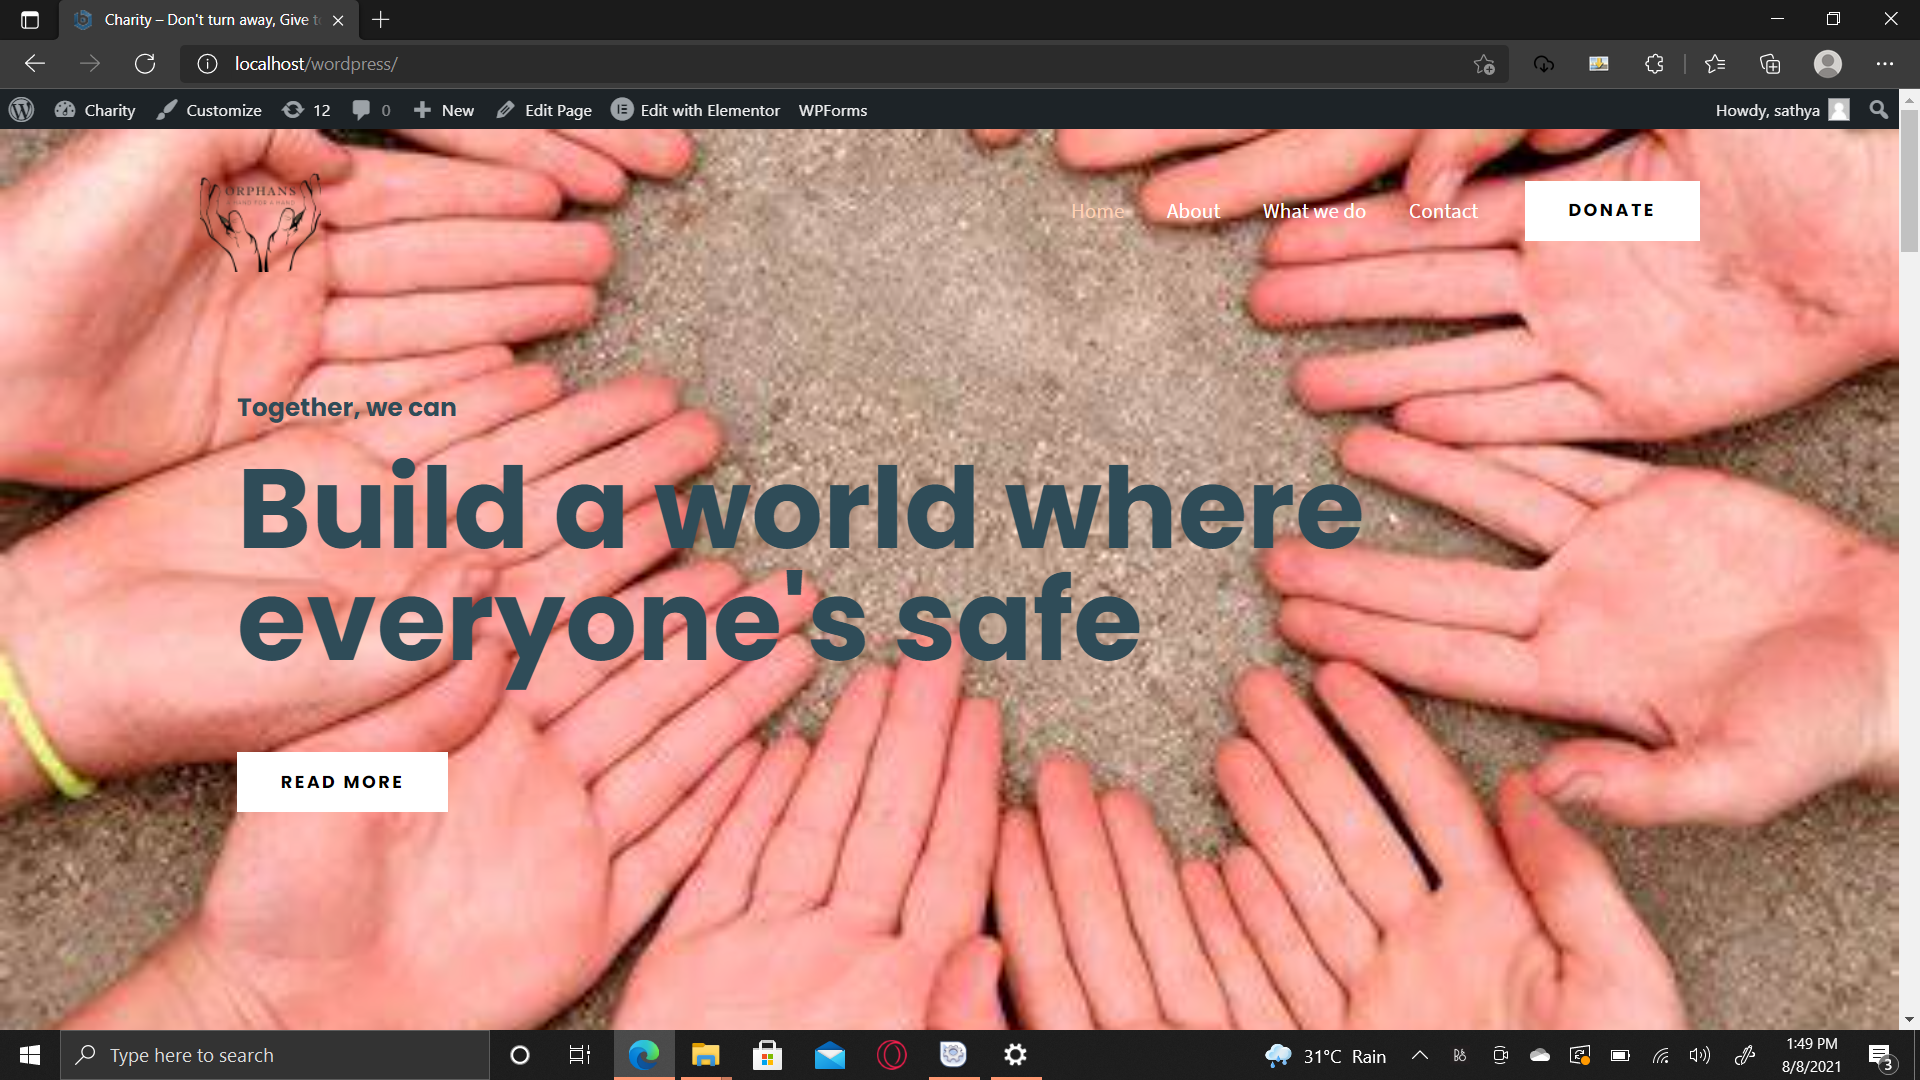 Charity – Don't turn away, Give t
localhost/wordpress/
Charity Customize 12 0 New Edit Page Edit with Elementor WPForms Howdy, sathya
ORPHANS
Home About What we do Contact DONATE
Together, we can
Build a world where
everyone's safe
READ MORE
Type here to search
31°C Rain
1:49 PM
8/8/2021
3